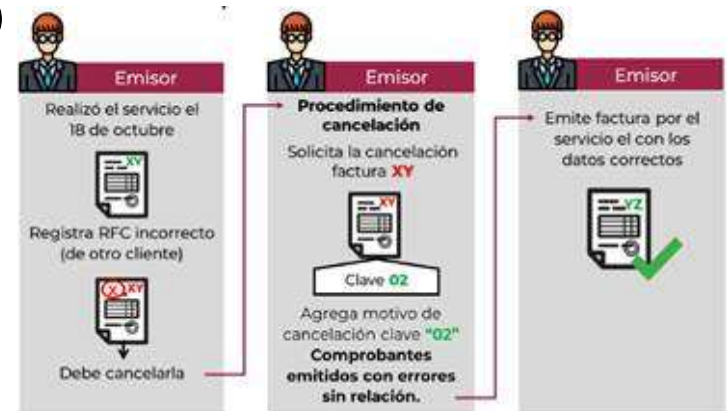 )
Emisor
Realizó el servicio el
18 de octubre
XY
Registra RFC incorrecto
(de otro cliente)
X XY
Debe cancelarla
Emisor
Procedimiento de
cancelación
Solicita la cancelación
factura XY
XY
Clave 02
Agrega motivo de
cancelación clave "02"
Comprobantes
emitidos con errores
sin relación.
Emisor
Emite factura por el
servicio el con los
datos correctos
YZ